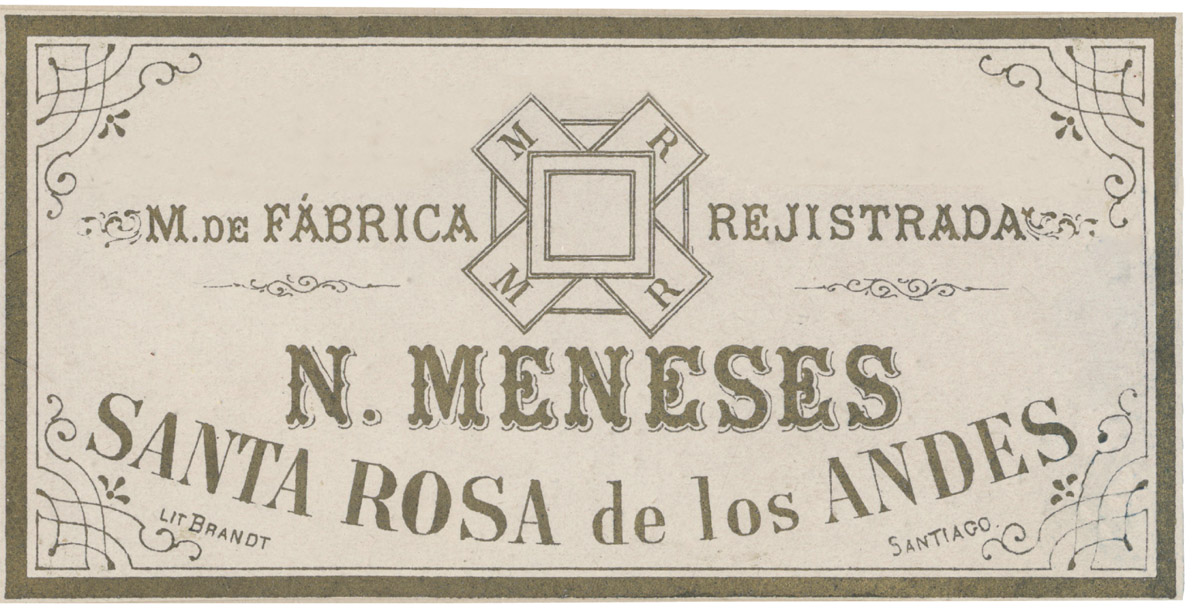 M R
M. DE FÁBRICA REJISTRADA
M R
N. MENESES
SANTA ROSA de los ANDES
LIT BRANDT SANTIAGO.